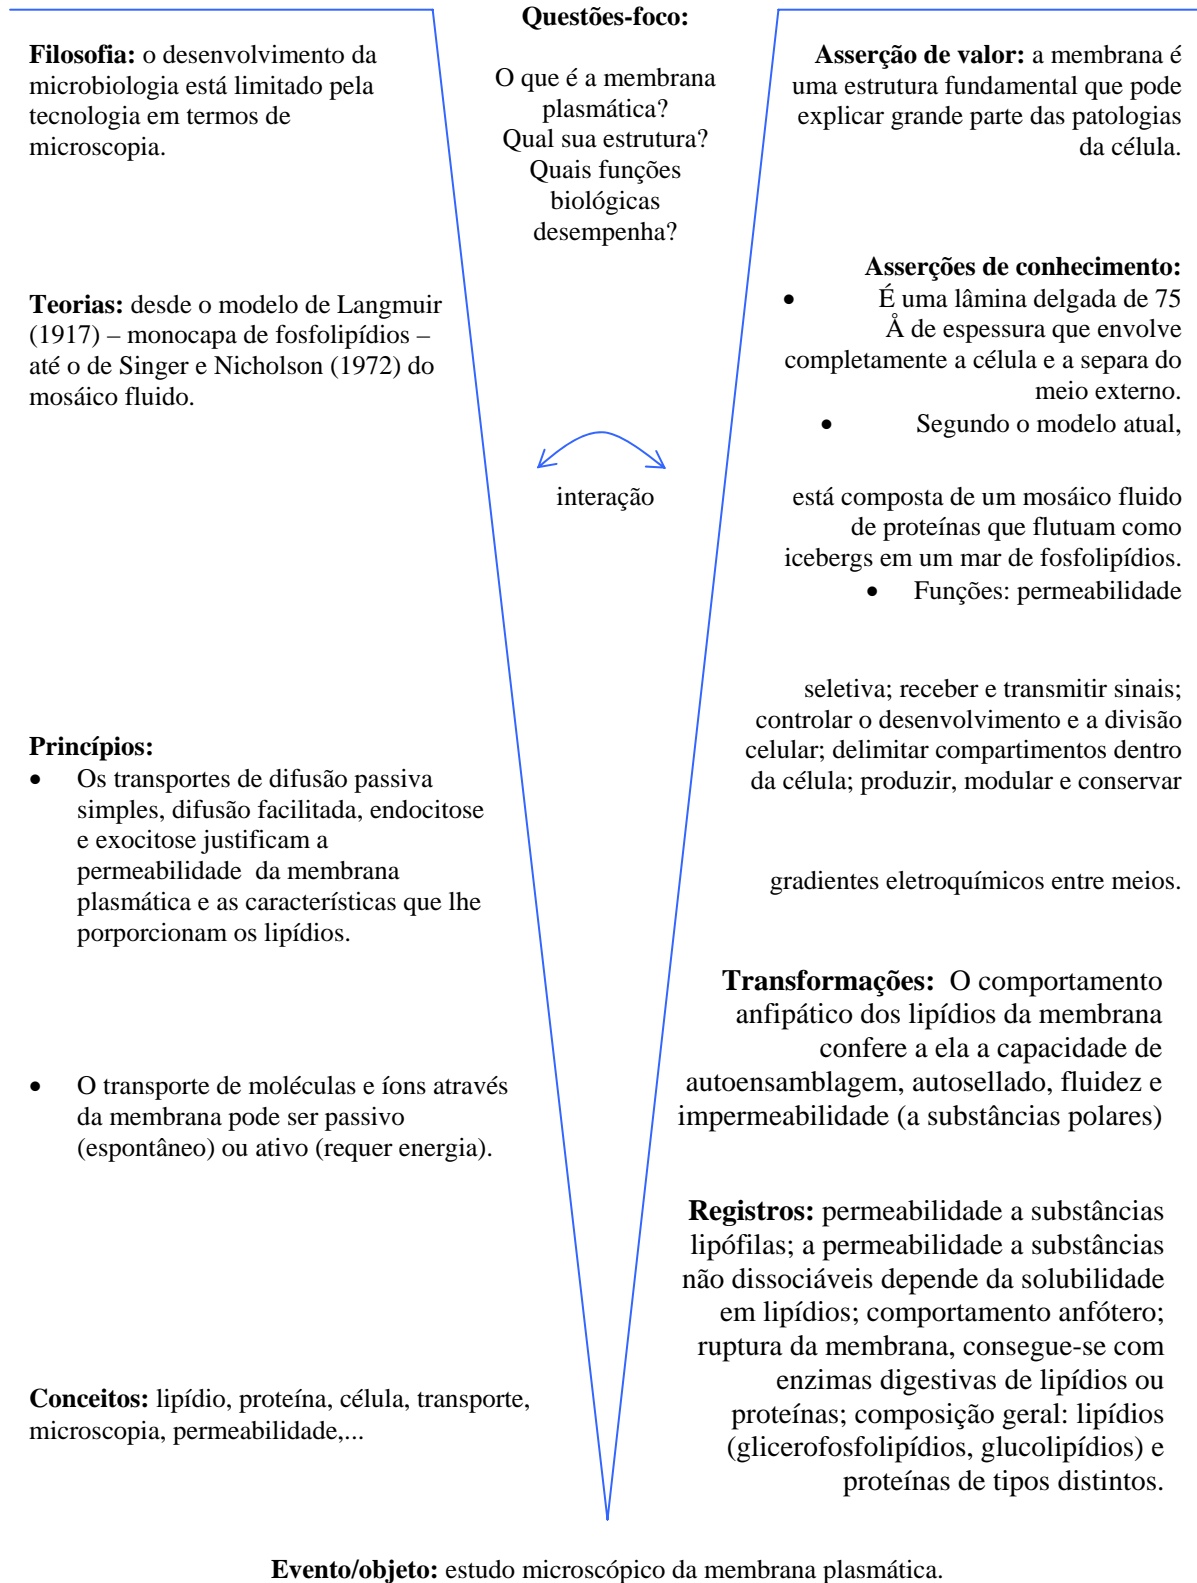 Questões-foco:
O que é a membrana
plasmática?
Qual sua estrutura?
Quais funções
biológicas
desempenha?
Filosofia: o desenvolvimento da
microbiologia está limitado pela
tecnologia em termos de
microscopia.
Teorias: desde o modelo de Langmuir
(1917) – monocapa de fosfolipídios –
até o de Singer e Nicholson (1972) do
mosáico fluido.
Princípios:
• Os transportes de difusão passiva
simples, difusão facilitada, endocitose
e exocitose justificam a
permeabilidade da membrana
plasmática e as características que lhe
porporcionam os lipídios.
• O transporte de moléculas e íons através
da membrana pode ser passivo
(espontâneo) ou ativo (requer energia).
Conceitos: lipídio, proteína, célula, transporte,
microscopia, permeabilidade,...
interação
Asserção de valor: a membrana é
uma estrutura fundamental que pode
explicar grande parte das patologias
da célula.
Asserções de conhecimento:
• É uma lâmina delgada de 75
Å de espessura que envolve
completamente a célula e a separa do
meio externo.
• Segundo o modelo atual,
está composta de um mosáico fluido
de proteínas que flutuam como
icebergs em um mar de fosfolipídios.
• Funções: permeabilidade
seletiva; receber e transmitir sinais;
controlar o desenvolvimento e a divisão
celular; delimitar compartimentos dentro
da célula; produzir, modular e conservar
gradientes eletroquímicos entre meios.
Transformações: O comportamento
anfipático dos lipídios da membrana
confere a ela a capacidade de
autoensamblagem, autosellado, fluidez e
impermeabilidade (a substâncias polares)
Registros: permeabilidade a substâncias
lipófilas; a permeabilidade a substâncias
não dissociáveis depende da solubilidade
em lipídios; comportamento anfótero;
ruptura da membrana, consegue-se com
enzimas digestivas de lipídios ou
proteínas; composição geral: lipídios
(glicerofosfolipídios, glucolipídios) e
proteínas de tipos distintos.
Evento/objeto: estudo microscópico da membrana plasmática.